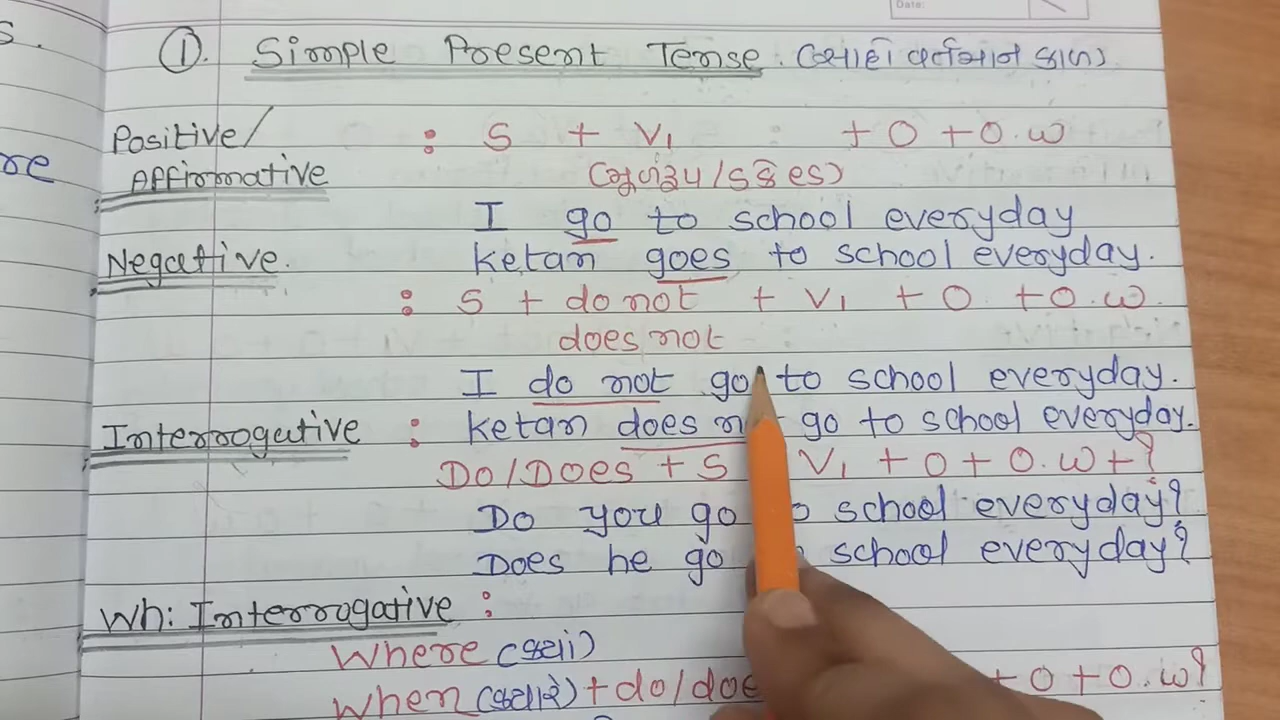 Date:
s.
① . Simple Present Tense. (સાદો વર્તમાન કાળ)
Positive/ : S + V₁ + O + O.W
Affirmative (મૂળરૂપ/s કે es)
I go to school everyday
Negative. Ketan goes to school everyday.
: S + do not + V₁ + O + O.W.
does not
I do not go to school everyday.
Interrogative : Ketan does go to school everyday.
Do/Does + S V₁ + O + O.W + ?
Do you go school everyday?
Does he go school everyday?
Wh: Interrogative :
Where (ક્યાં)
When (ક્યારે) + do/doe + O + O.W?